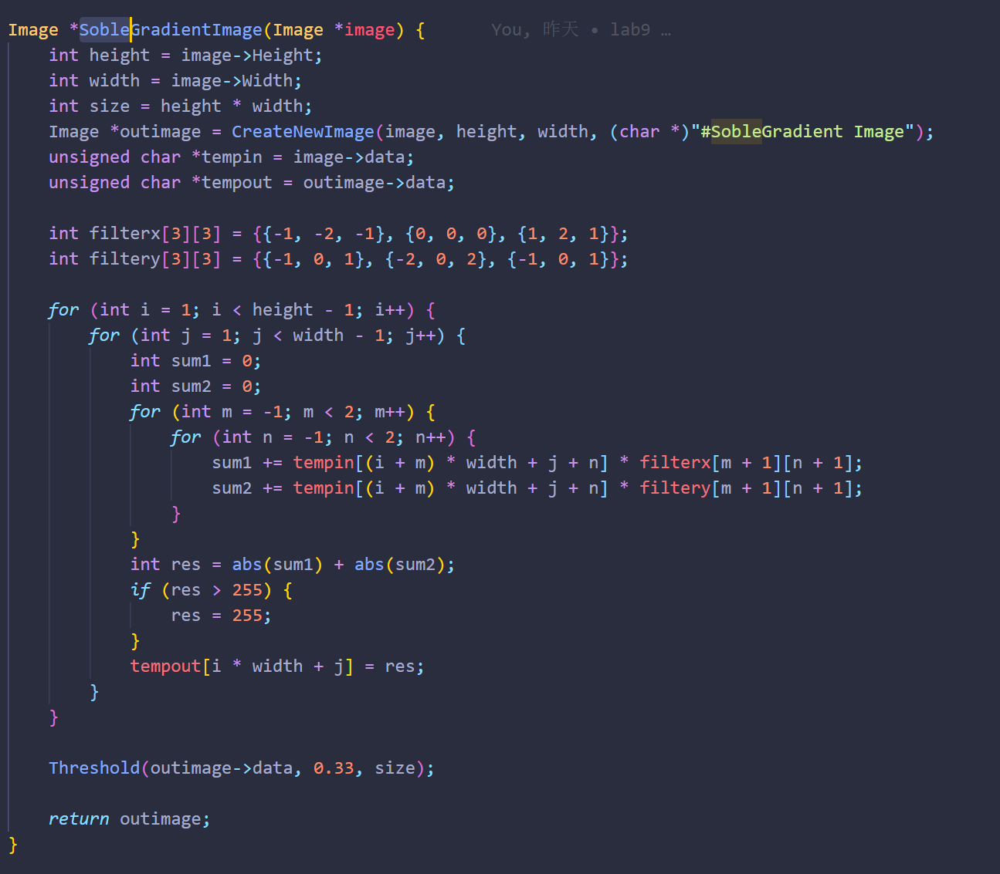 Image *SobleGradientImage(Image *image) {      You, 昨天 • lab9 …
    int height = image->Height;
    int width = image->Width;
    int size = height * width;
    Image *outimage = CreateNewImage(image, height, width, (char *)"#SobleGradient Image");
    unsigned char *tempin = image->data;
    unsigned char *tempout = outimage->data;

    int filterx[3][3] = {{-1, -2, -1}, {0, 0, 0}, {1, 2, 1}};
    int filtery[3][3] = {{-1, 0, 1}, {-2, 0, 2}, {-1, 0, 1}};

    for (int i = 1; i < height - 1; i++) {
        for (int j = 1; j < width - 1; j++) {
            int sum1 = 0;
            int sum2 = 0;
            for (int m = -1; m < 2; m++) {
                for (int n = -1; n < 2; n++) {
                    sum1 += tempin[(i + m) * width + j + n] * filterx[m + 1][n + 1];
                    sum2 += tempin[(i + m) * width + j + n] * filtery[m + 1][n + 1];
                }
            }
            int res = abs(sum1) + abs(sum2);
            if (res > 255) {
                res = 255;
            }
            tempout[i * width + j] = res;
        }
    }

    Threshold(outimage->data, 0.33, size);

    return outimage;
}